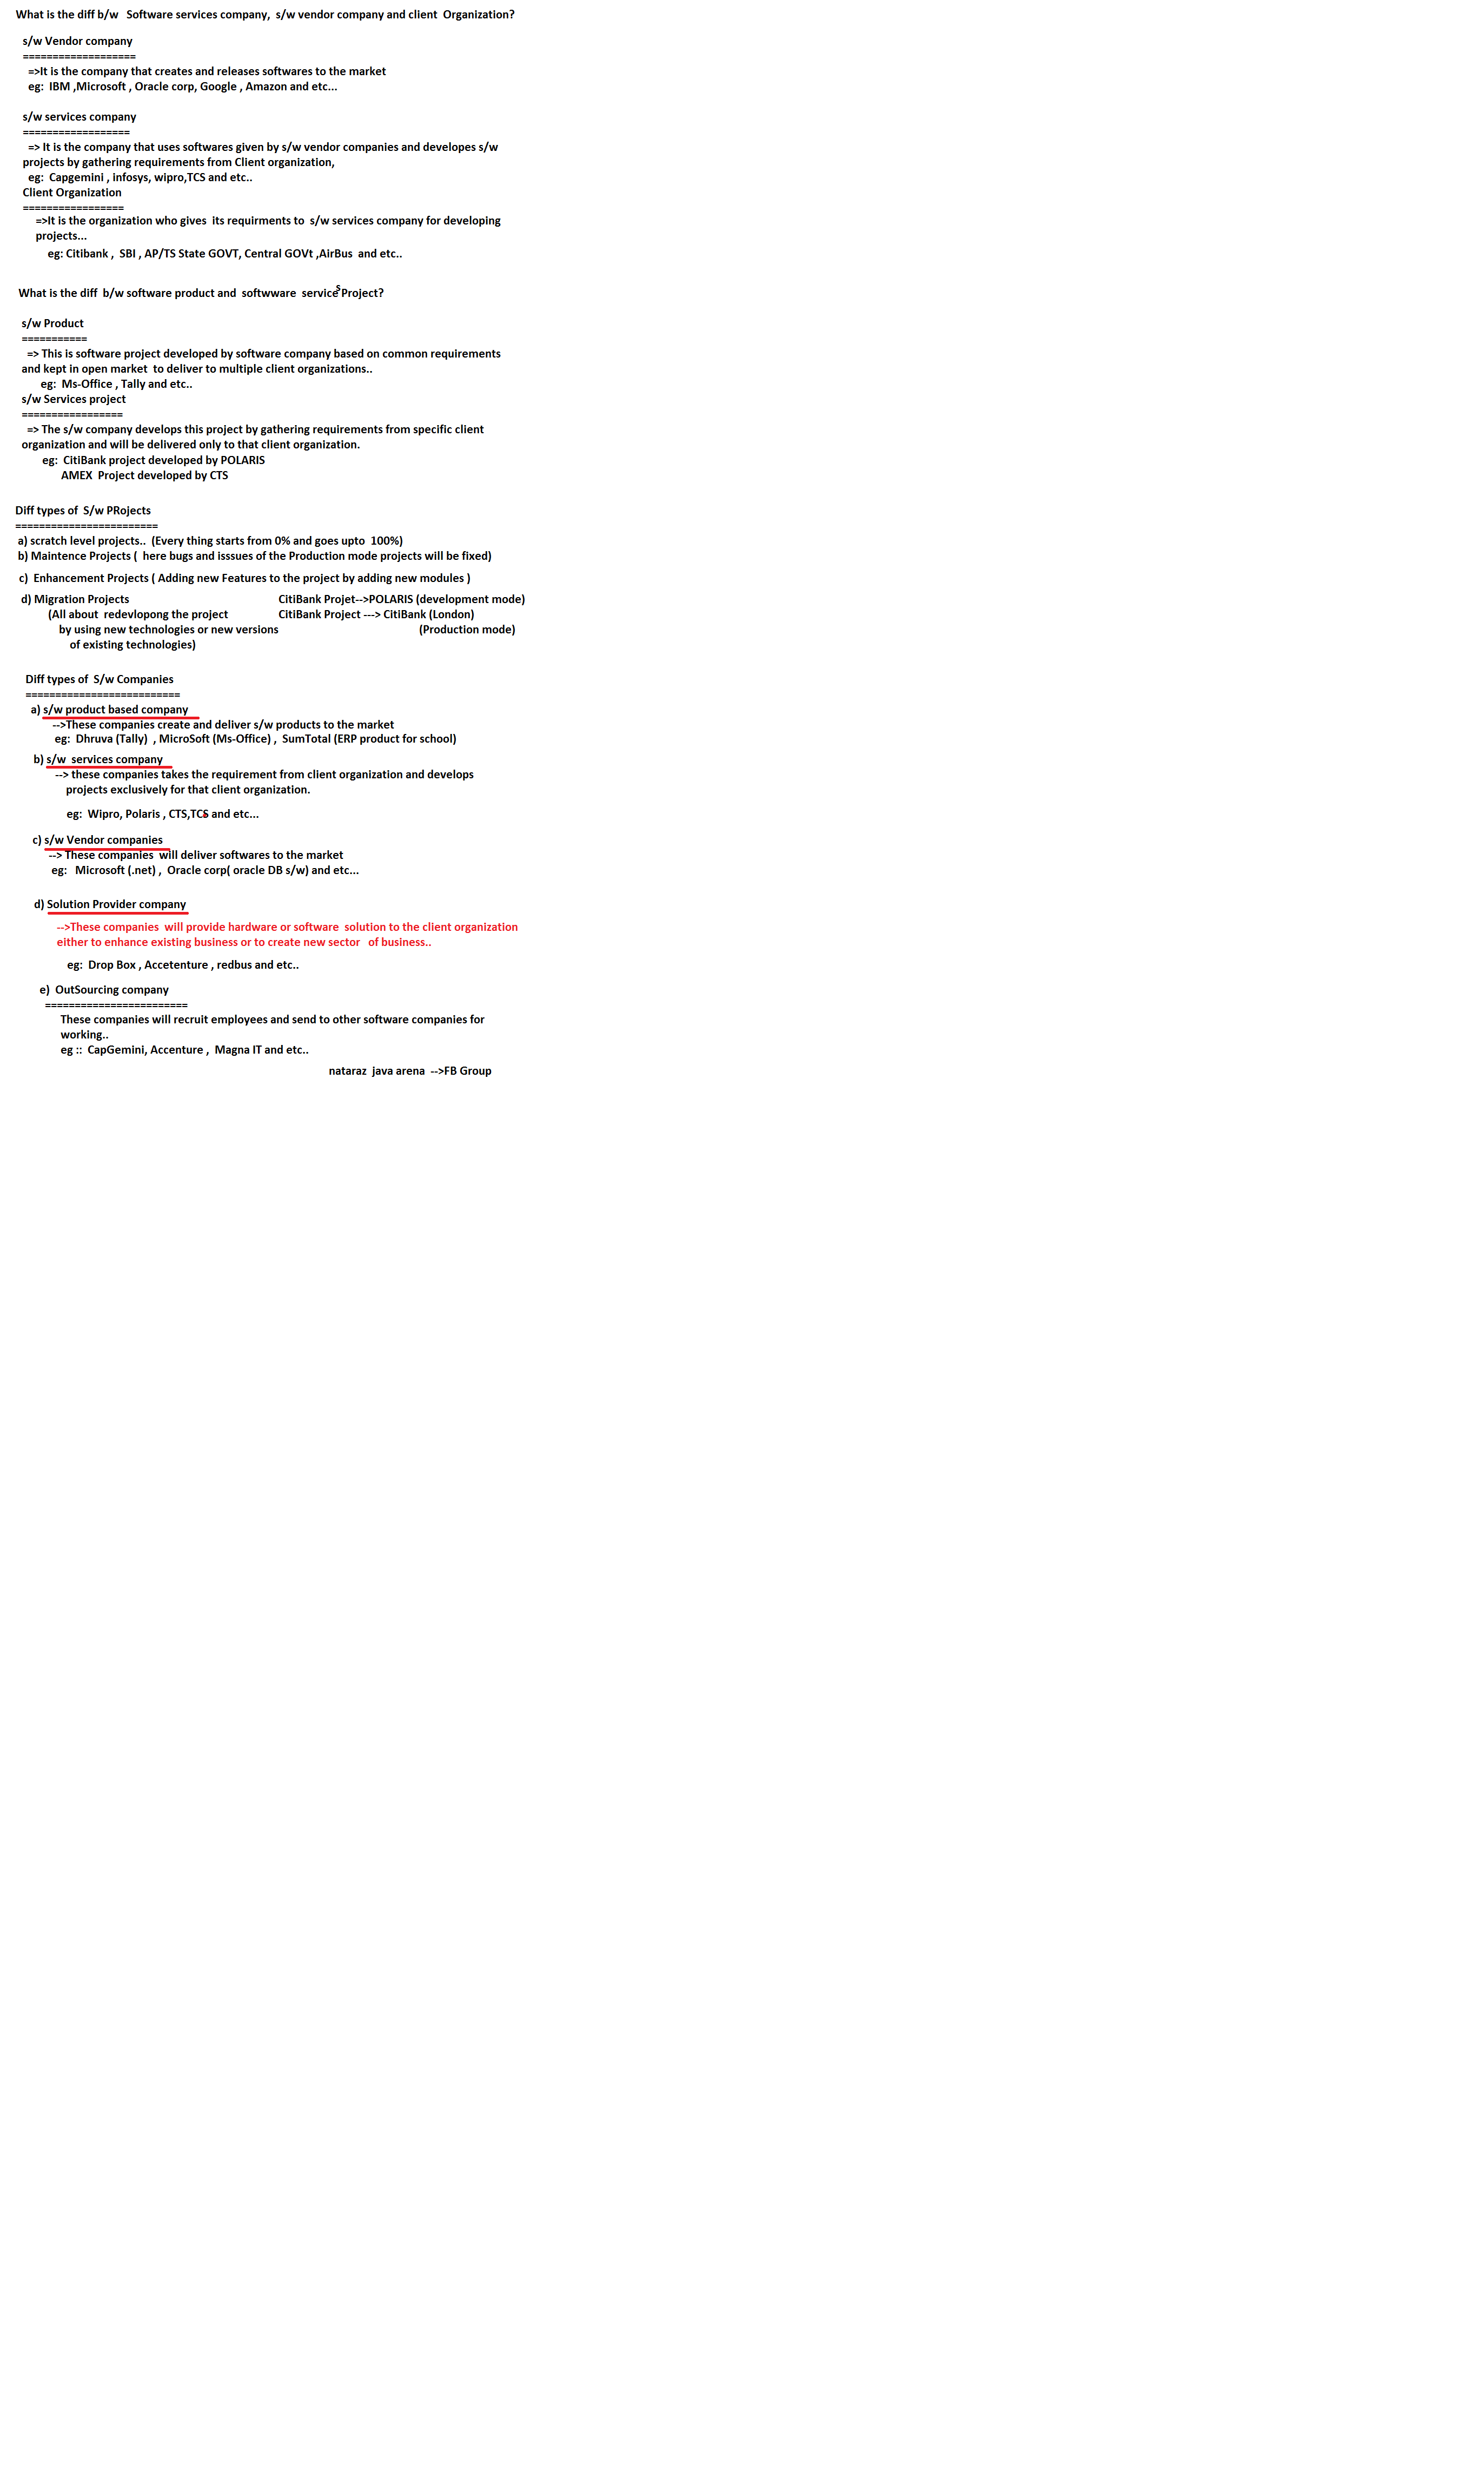 What is the diff b/w Software services company, s/w vendor company and client Organization?
s/w Vendor company
===================
=>It is the company that creates and releases softwares to the market
eg: IBM ,Microsoft , Oracle corp, Google , Amazon and etc...
s/w services company
==================
=> It is the company that uses softwares given by s/w vendor companies and developes s/w
projects by gathering requirements from Client organization,
eg: Capgemini , infosys, wipro,TCS and etc..
Client Organization
=================
=>It is the organization who gives its requirments to s/w services company for developing
projects...
eg: Citibank , SBI , AP/TS State GOVT, Central GOVt ,AirBus and etc..
What is the diff b/w software product and softwware services Project?
s/w Product
===========
=> This is software project developed by software company based on common requirements
and kept in open market to deliver to multiple client organizations..
eg: Ms-Office , Tally and etc..
s/w Services project
=================
=> The s/w company develops this project by gathering requirements from specific client
organization and will be delivered only to that client organization.
eg: CitiBank project developed by POLARIS
AMEX Project developed by CTS
Diff types of S/w PRojects
========================
a) scratch level projects.. (Every thing starts from 0% and goes upto 100%)
b) Maintence Projects ( here bugs and isssues of the Production mode projects will be fixed)
c) Enhancement Projects ( Adding new Features to the project by adding new modules )
d) Migration Projects CitiBank Projet-->POLARIS (development mode)
(All about redevlopong the project CitiBank Project ---> CitiBank (London)
by using new technologies or new versions (Production mode)
of existing technologies)
Diff types of S/w Companies
==========================
a) s/w product based company
-->These companies create and deliver s/w products to the market
eg: Dhruva (Tally) , MicroSoft (Ms-Office) , SumTotal (ERP product for school)
b) s/w services company
--> these companies takes the requirement from client organization and develops
projects exclusively for that client organization.
eg: Wipro, Polaris , CTS,TCS and etc...
c) s/w Vendor companies
--> These companies will deliver softwares to the market
eg: Microsoft (.net) , Oracle corp( oracle DB s/w) and etc...
d) Solution Provider company
-->These companies will provide hardware or software solution to the client organization
either to enhance existing business or to create new sector of business..
eg: Drop Box , Accetenture , redbus and etc..
e) OutSourcing company
========================
These companies will recruit employees and send to other software companies for
working..
eg :: CapGemini, Accenture , Magna IT and etc..
nataraz java arena -->FB Group